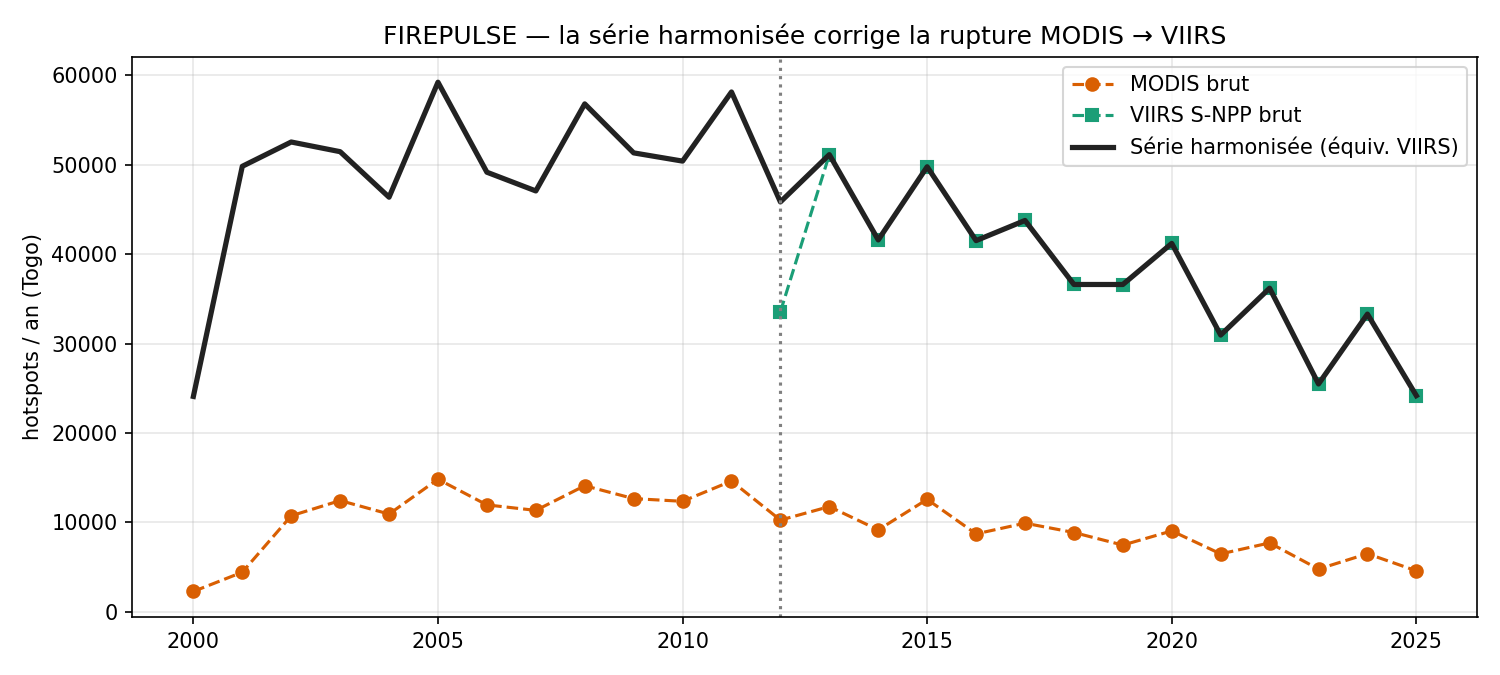 FIREPULSE — la série harmonisée corrige la rupture MODIS → VIIRS
hotspots / an (Togo)
60000
50000
40000
30000
20000
10000
0
2000
2005
2010
2015
2020
2025
MODIS brut
VIIRS S-NPP brut
Série harmonisée (équiv. VIIRS)